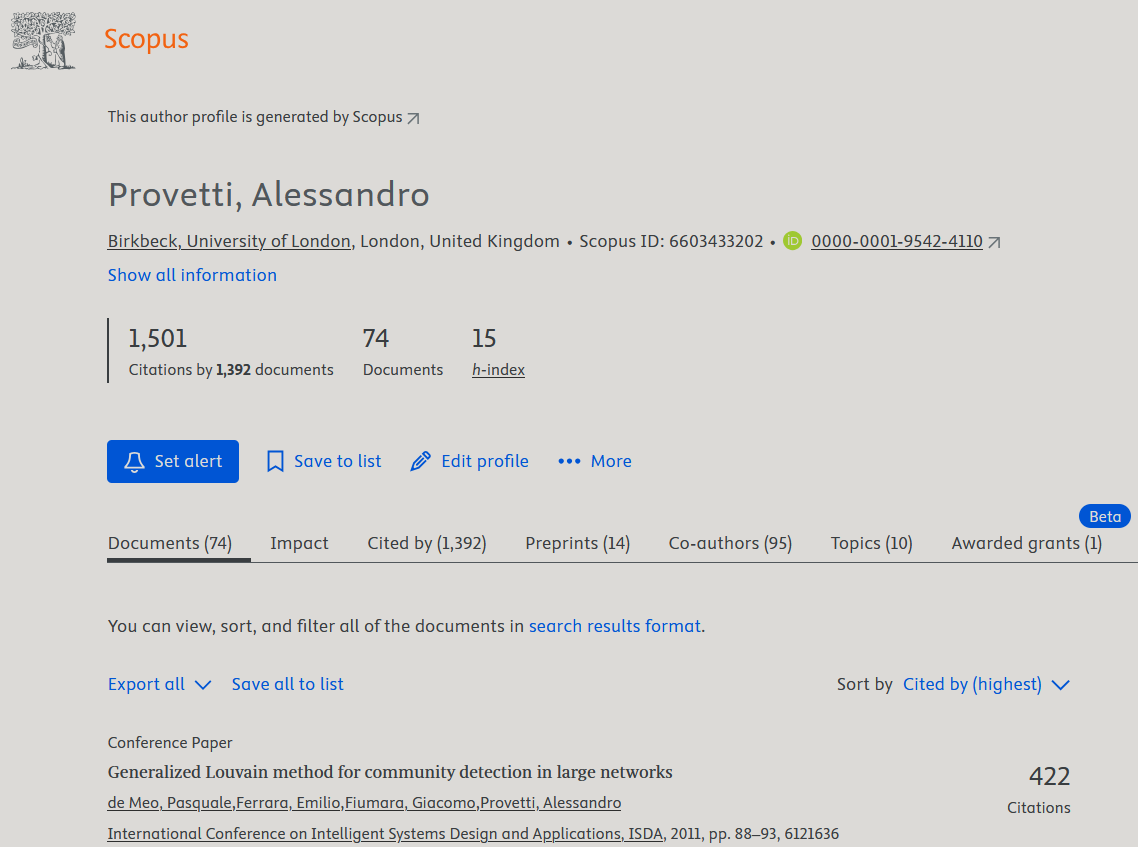 Scopus
This author profile is generated by Scopus
Provetti, Alessandro
Birkbeck, University of London, London, United Kingdom • Scopus ID: 6603433202 • iD 0000-0001-9542-4110
Show all information
1,501 74 15
Citations by 1,392 documents Documents h-index
Set alert Save to list Edit profile ••• More
Beta
Documents (74) Impact Cited by (1,392) Preprints (14) Co-authors (95) Topics (10) Awarded grants (1)
You can view, sort, and filter all of the documents in search results format.
Export all Save all to list Sort by Cited by (highest)
Conference Paper
Generalized Louvain method for community detection in large networks 422
de Meo, Pasquale,Ferrara, Emilio,Fiumara, Giacomo,Provetti, Alessandro Citations
International Conference on Intelligent Systems Design and Applications, ISDA, 2011, pp. 88–93, 6121636